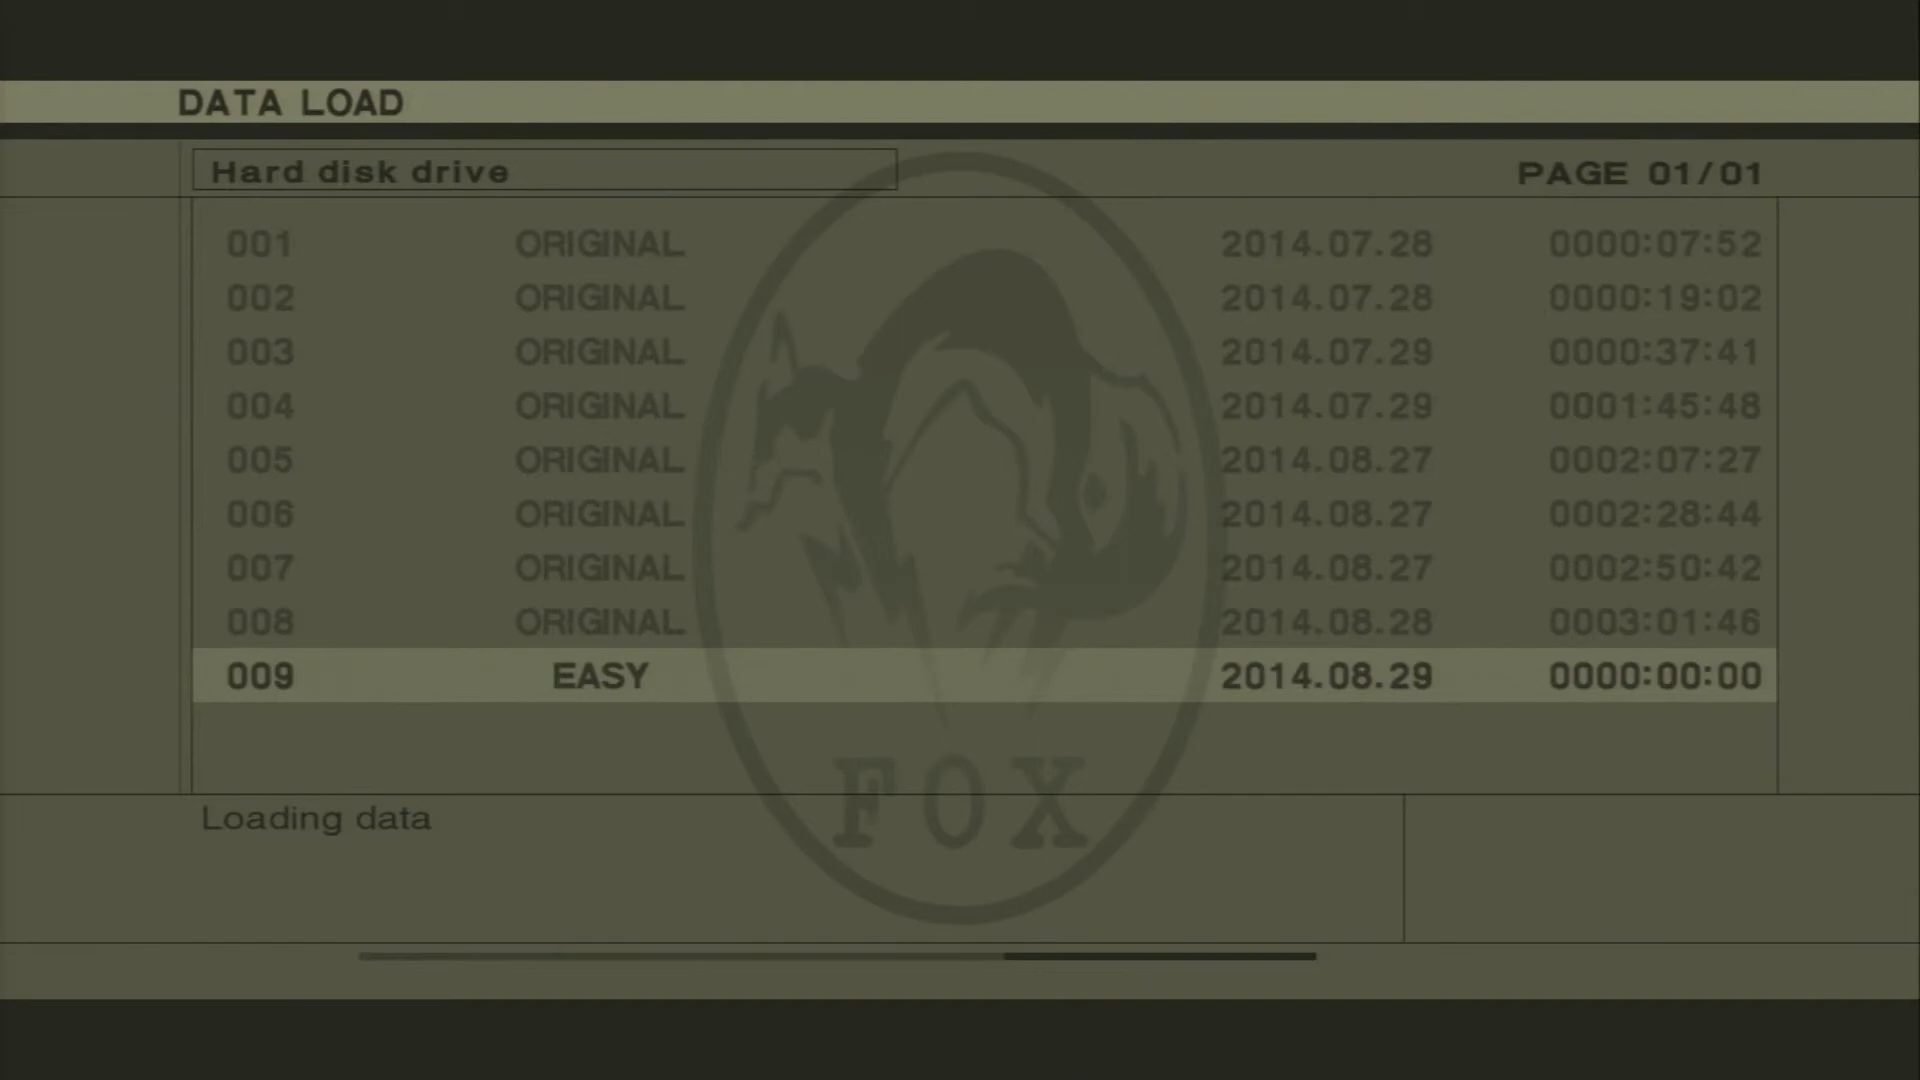 DATA LOAD
Hard disk drive PAGE 01/01
001 ORIGINAL 2014.07.28 0000:07:52
002 ORIGINAL 2014.07.28 0000:19:02
003 ORIGINAL 2014.07.29 0000:37:41
004 ORIGINAL 2014.07.29 0001:45:48
005 ORIGINAL 2014.08.27 0002:07:27
006 ORIGINAL 2014.08.27 0002:28:44
007 ORIGINAL 2014.08.27 0002:50:42
008 ORIGINAL 2014.08.28 0003:01:46
009 EASY 2014.08.29 0000:00:00
FOX
Loading data